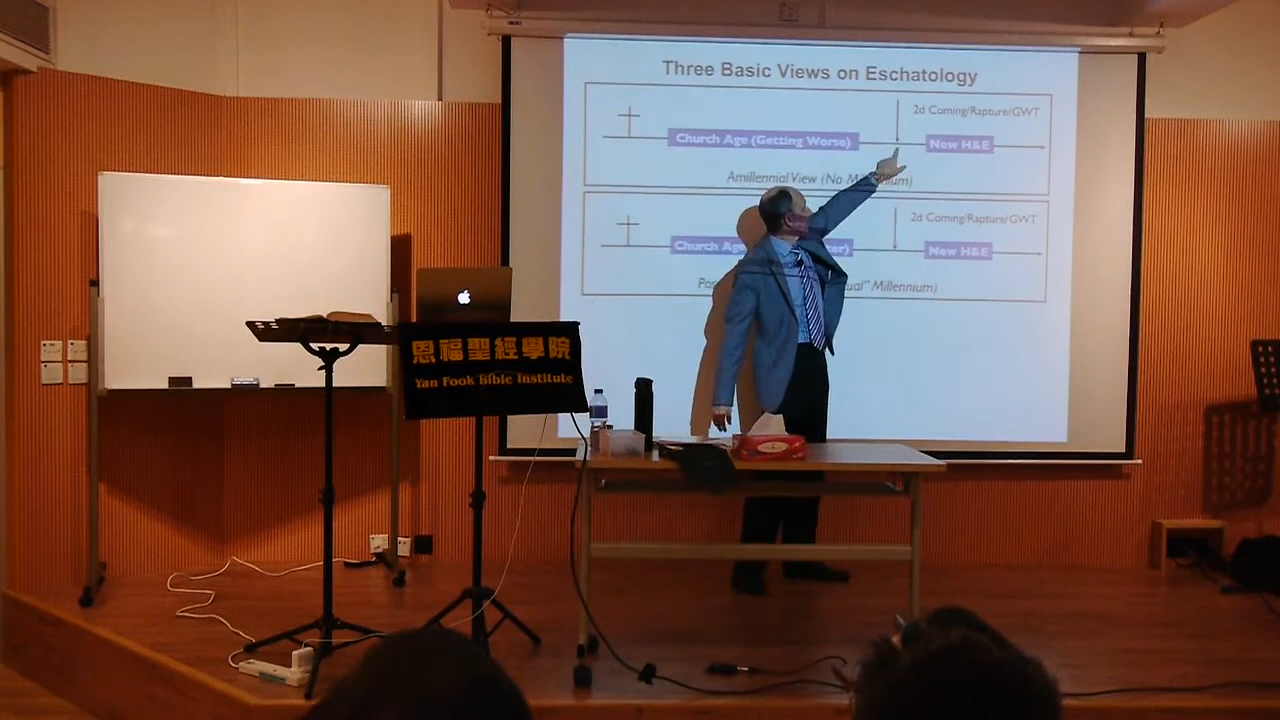 Three Basic Views on Eschatology
2d Coming/Rapture/GWT
Church Age (Getting Worse)
New H&E
Amillennial View (No M
2d Coming/Rapture/GWT
Church Age
New H&E
Millennium)
恩福聖經學院
Yan Fook Bible Institute